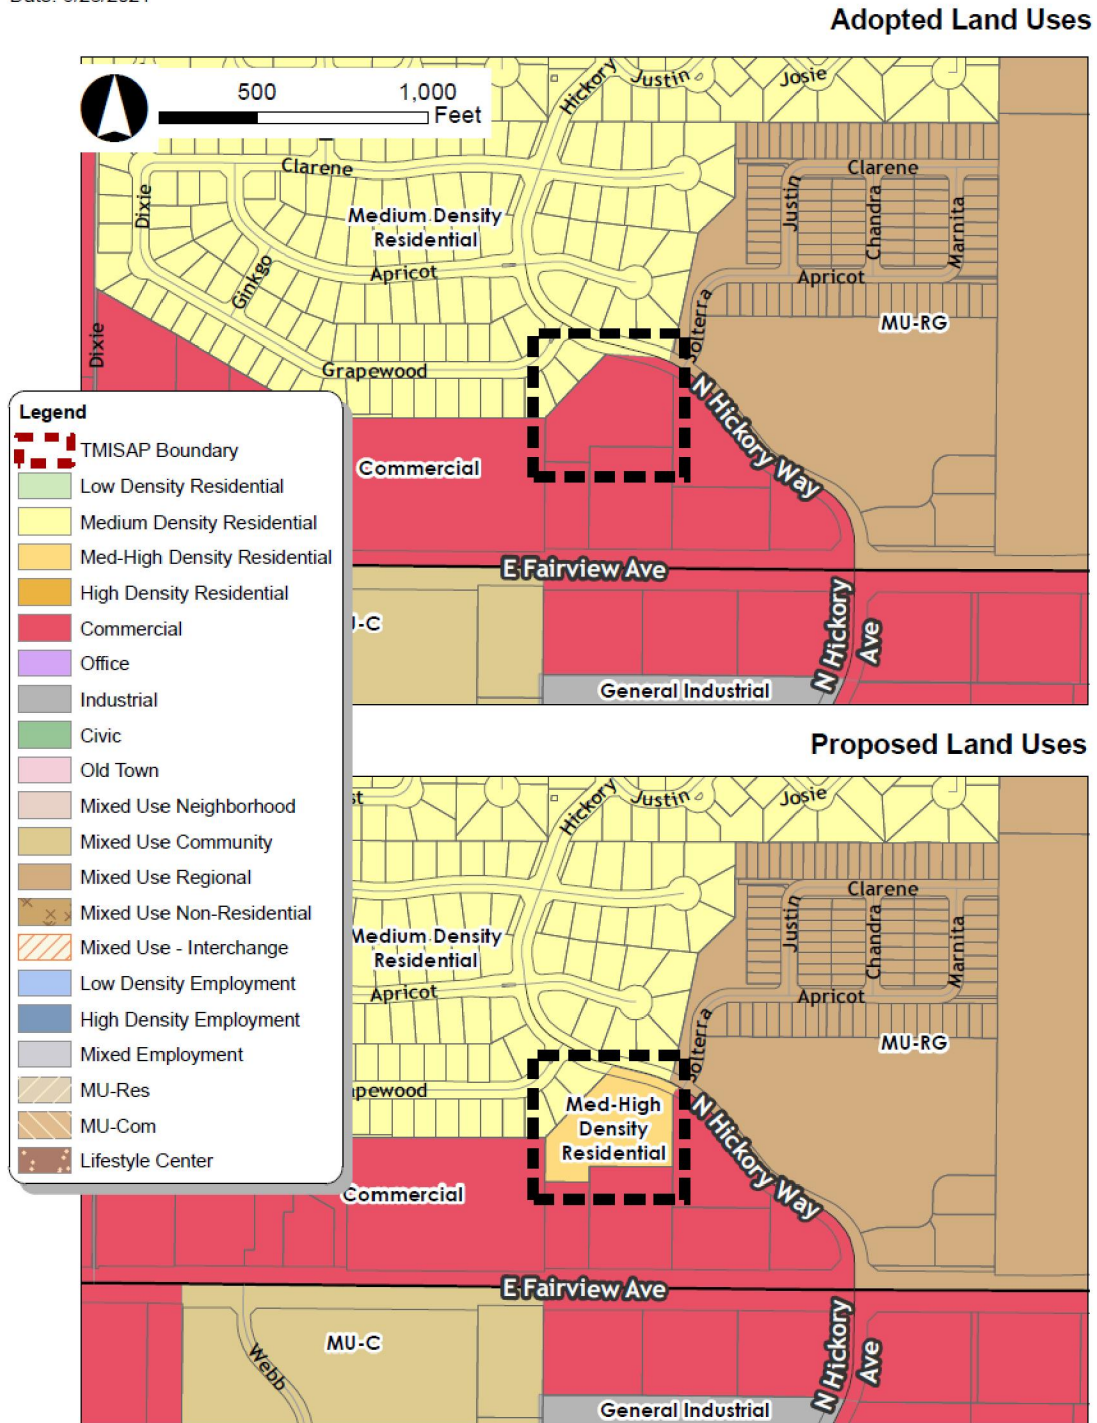 Adopted Land Uses
500 1,000
Feet
Hickory
Justin
Josie
Clarene
Clarene
Dixie
Justin
Chandra
Marnita
Medium Density
Residential
Ginkgo
Apricot
Apricot
Solterra
MU-RG
Dixie
Grapewood
N Hickory Way
Commercial
E Fairview Ave
N Hickory
Ave
General Industrial
Legend
TMISAP Boundary
Low Density Residential
Medium Density Residential
Med-High Density Residential
High Density Residential
Commercial
Office
Industrial
Civic
Old Town
Mixed Use Neighborhood
Mixed Use Community
Mixed Use Regional
Mixed Use Non-Residential
Mixed Use - Interchange
Low Density Employment
High Density Employment
Mixed Employment
MU-Res
MU-Com
Lifestyle Center
Proposed Land Uses
Hickory
Justin
Josie
Clarene
Justin
Chandra
Marnita
Medium Density
Residential
Apricot
Apricot
Solterra
MU-RG
apewood
Med-High
Density
Residential
N Hickory Way
Commercial
E Fairview Ave
MU-C
Webb
N Hickory
Ave
General Industrial